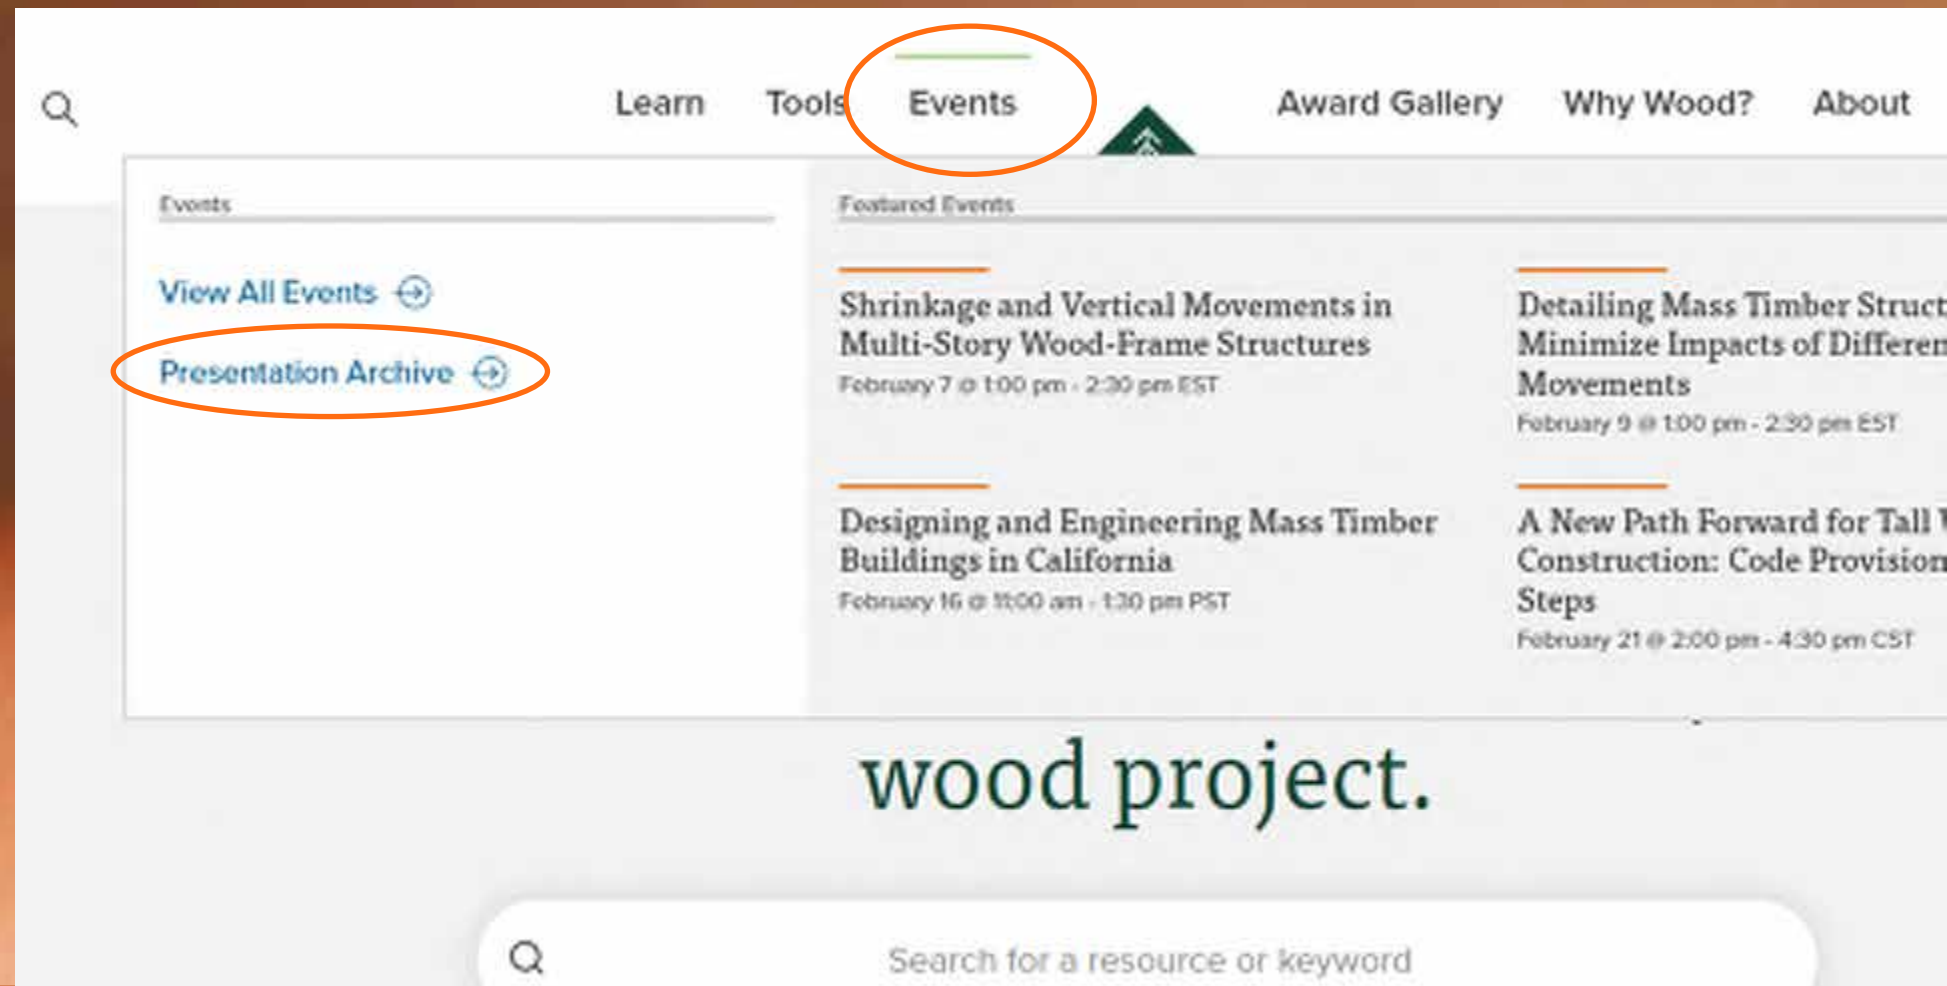 Learn Tools Events Award Gallery Why Wood? About
Events
View All Events
Presentation Archive
Featured Events
Shrinkage and Vertical Movements in
Multi-Story Wood-Frame Structures
February 7 @ 1:00 pm - 2:30 pm EST
Detailing Mass Timber Struct
Minimize Impacts of Differen
Movements
February 9 @ 1:00 pm - 2:30 pm EST
Designing and Engineering Mass Timber
Buildings in California
February 16 @ 11:00 am - 1:30 pm PST
A New Path Forward for Tall
Construction: Code Provision
Steps
February 21 @ 2:00 pm - 4:30 pm CST
wood project.
Search for a resource or keyword